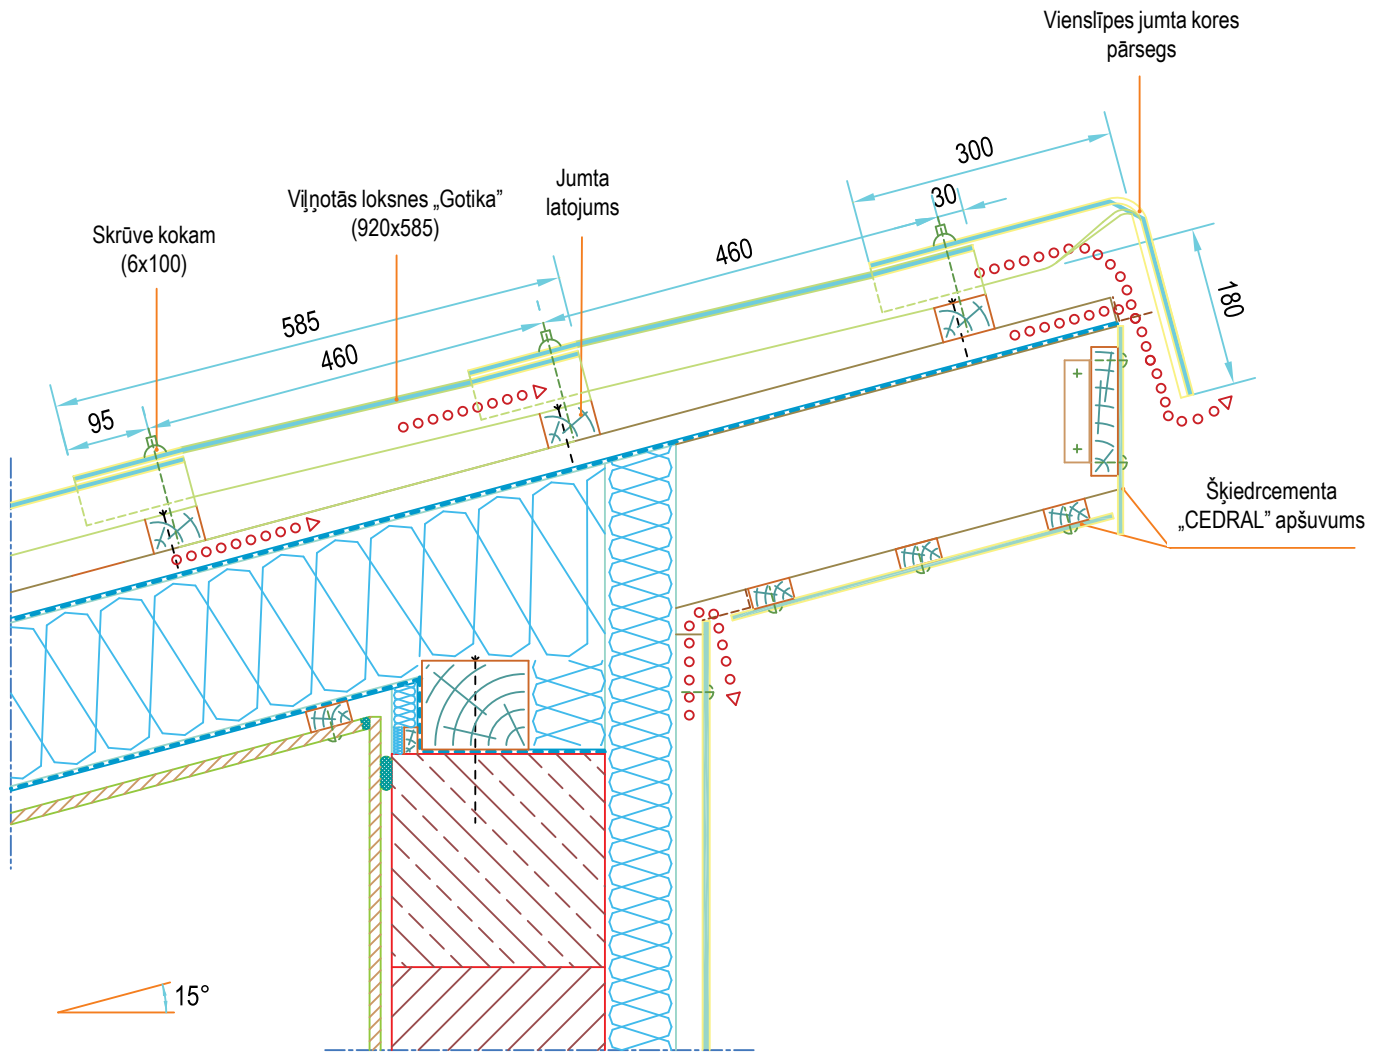 Vienslīpes jumta kores
pārsegs
300
30
Jumta
latojums
Viļņotās loksnes „Gotika”
(920x585)
Skrūve kokam
(6x100)
460
180
585
460
95
Šķiedrcementa
„CEDRAL” apšuvums
15°